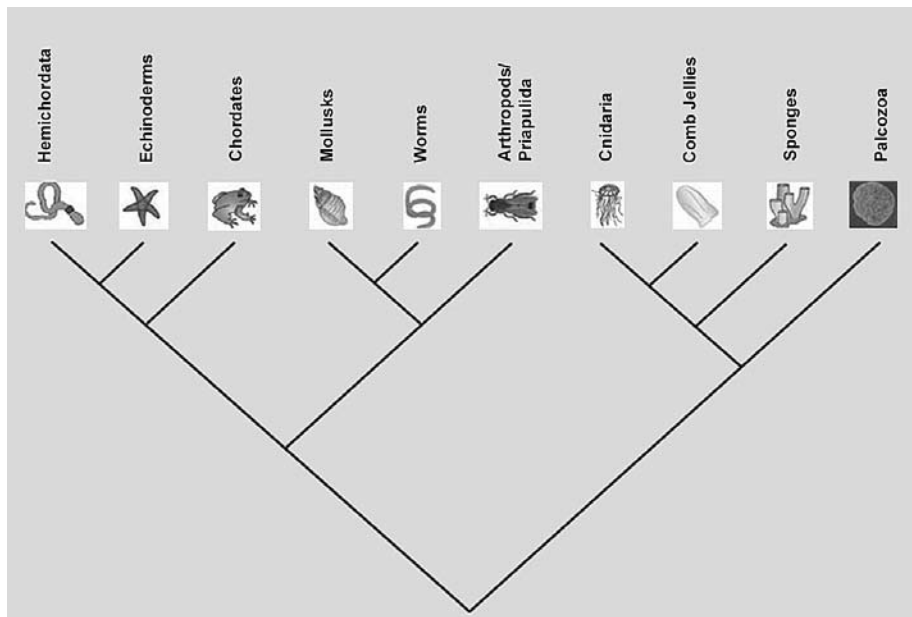 Hemichordata
Echinoderms
Chordates
Mollusks
Worms
Arthropods/
Priapulida
Cnidaria
Comb Jellies
Sponges
Palcozoa